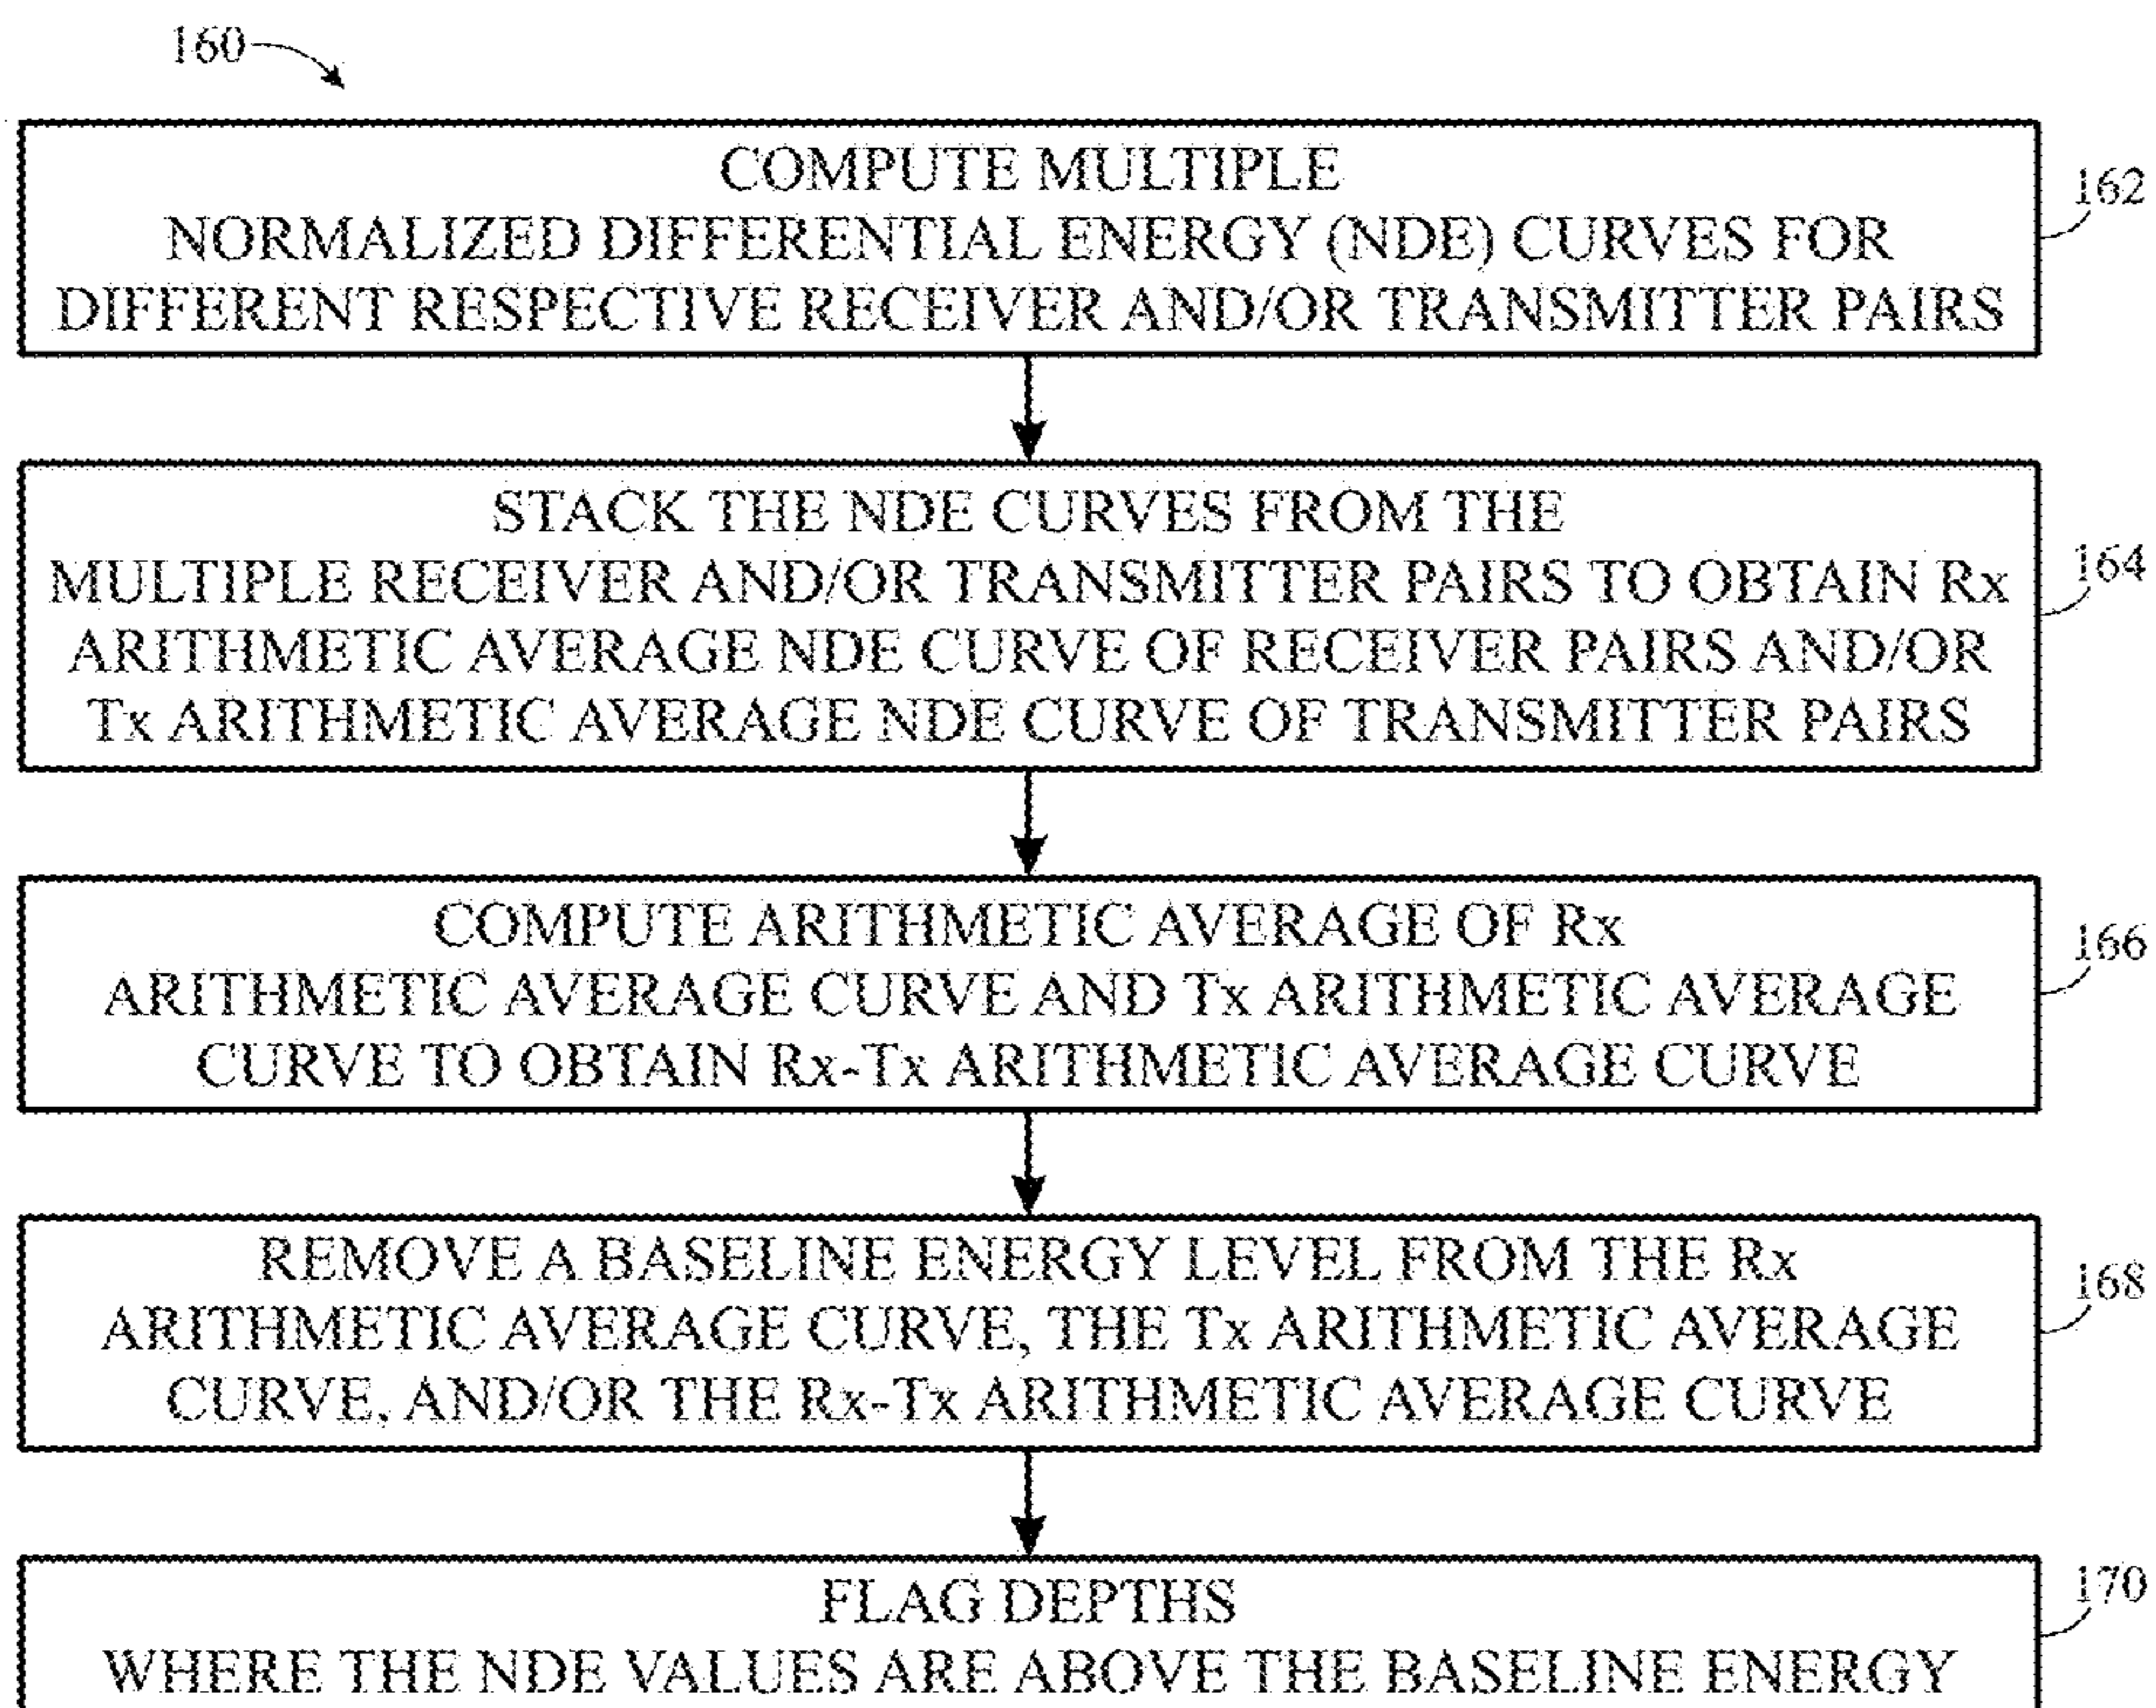 160
COMPUTE MULTIPLE
NORMALIZED DIFFERENTIAL ENERGY (NDE) CURVES FOR
DIFFERENT RESPECTIVE RECEIVER AND/OR TRANSMITTER PAIRS
162
STACK THE NDE CURVES FROM THE
MULTIPLE RECEIVER AND/OR TRANSMITTER PAIRS TO OBTAIN Rx
ARITHMETIC AVERAGE NDE CURVE OF RECEIVER PAIRS AND/OR
Tx ARITHMETIC AVERAGE NDE CURVE OF TRANSMITTER PAIRS
164
COMPUTE ARITHMETIC AVERAGE OF Rx
ARITHMETIC AVERAGE CURVE AND Tx ARITHMETIC AVERAGE
CURVE TO OBTAIN Rx-Tx ARITHMETIC AVERAGE CURVE
166
REMOVE A BASELINE ENERGY LEVEL FROM THE Rx
ARITHMETIC AVERAGE CURVE, THE Tx ARITHMETIC AVERAGE
CURVE, AND/OR THE Rx-Tx ARITHMETIC AVERAGE CURVE
168
FLAG DEPTHS
WHERE THE NDE VALUES ARE ABOVE THE BASELINE ENERGY
170